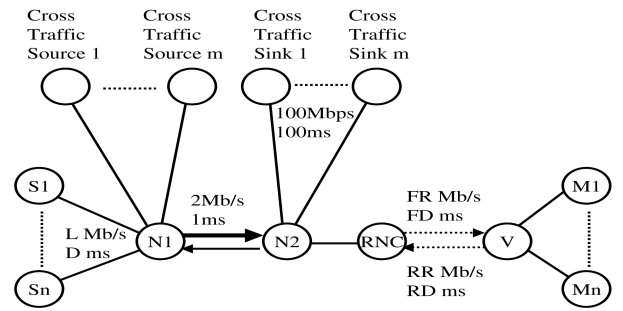 Cross
Traffic
Source 1
Cross
Traffic
Source m
Cross
Traffic
Sink 1
Cross
Traffic
Sink m
100Mbps
100ms
S1
Sn
L Mb/s
D ms
N1
2Mb/s
1ms
N2
RNC
FR Mb/s
FD ms
RR Mb/s
RD ms
V
M1
Mn